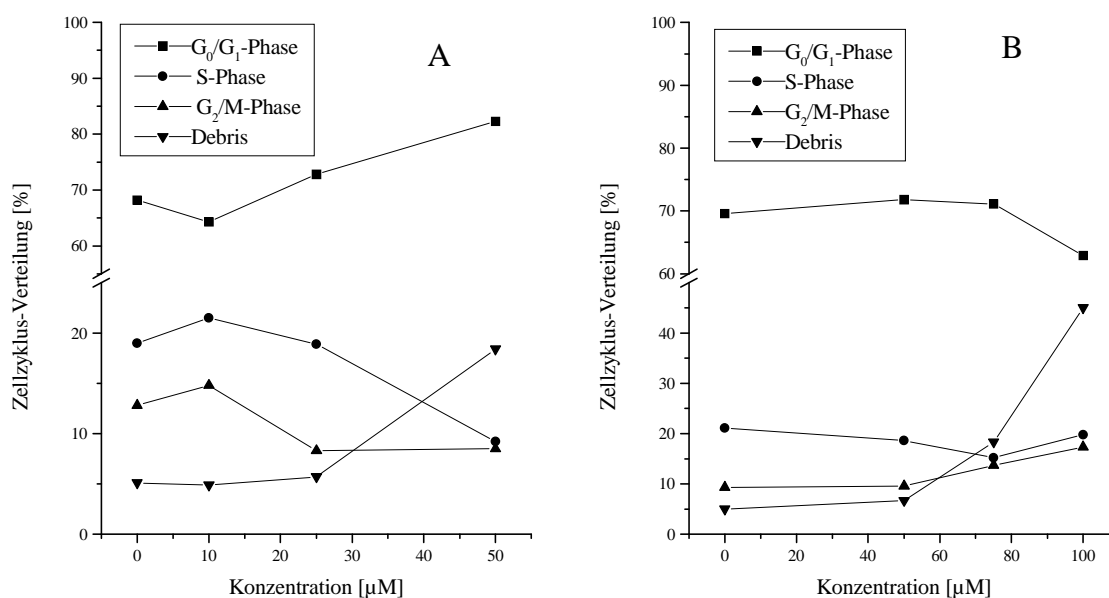 A
G₀/G₁-Phase
S-Phase
G₂/M-Phase
Debris
Zellzyklus-Verteilung [%]
100
90
80
70
60
20
10
0
0 10 20 30 40 50
Konzentration [µM]
B
G₀/G₁-Phase
S-Phase
G₂/M-Phase
Debris
Zellzyklus-Verteilung [%]
100
90
80
70
60
40
30
20
10
0
0 20 40 60 80 100
Konzentration [µM]